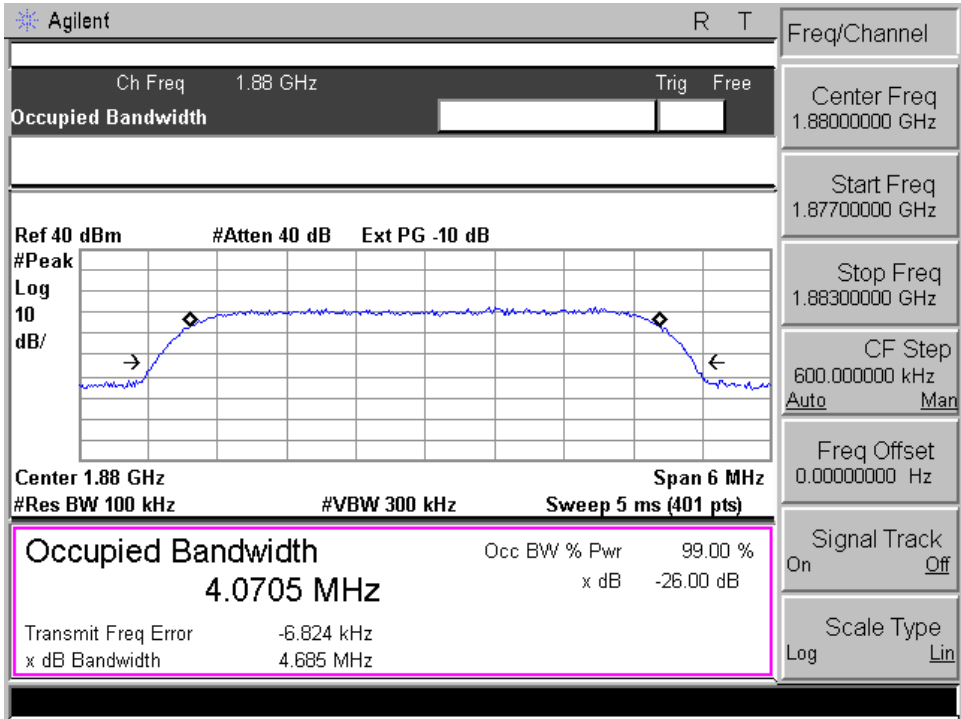 Agilent R T
Ch Freq 1.88 GHz Trig Free
Occupied Bandwidth
Ref 40 dBm #Atten 40 dB Ext PG -10 dB
#Peak
Log
10
dB/
Center 1.88 GHz Span 6 MHz
#Res BW 100 kHz #VBW 300 kHz Sweep 5 ms (401 pts)
Occupied Bandwidth
4.0705 MHz
Occ BW % Pwr 99.00 %
x dB -26.00 dB
Transmit Freq Error -6.824 kHz
x dB Bandwidth 4.685 MHz
Freq/Channel
Center Freq
1.88000000 GHz
Start Freq
1.87700000 GHz
Stop Freq
1.88300000 GHz
CF Step
600.000000 kHz
Auto Man
Freq Offset
0.00000000 Hz
Signal Track
On Off
Scale Type
Log Lin